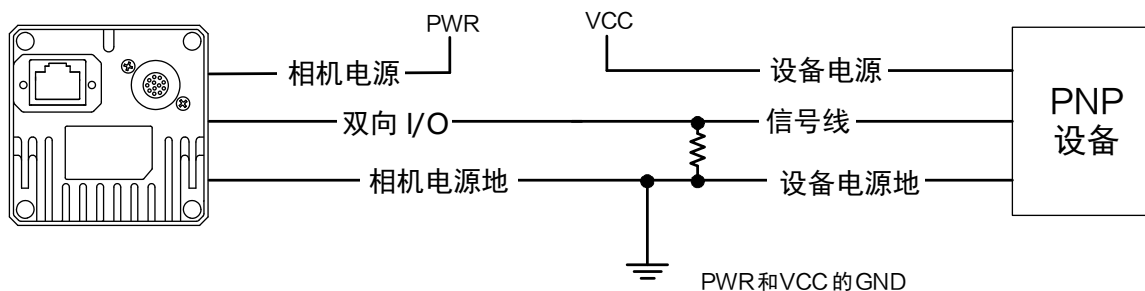 PWR
VCC
相机电源
设备电源
双向 I/O
信号线
相机电源地
设备电源地
PNP
设备
PWR和VCC的GND